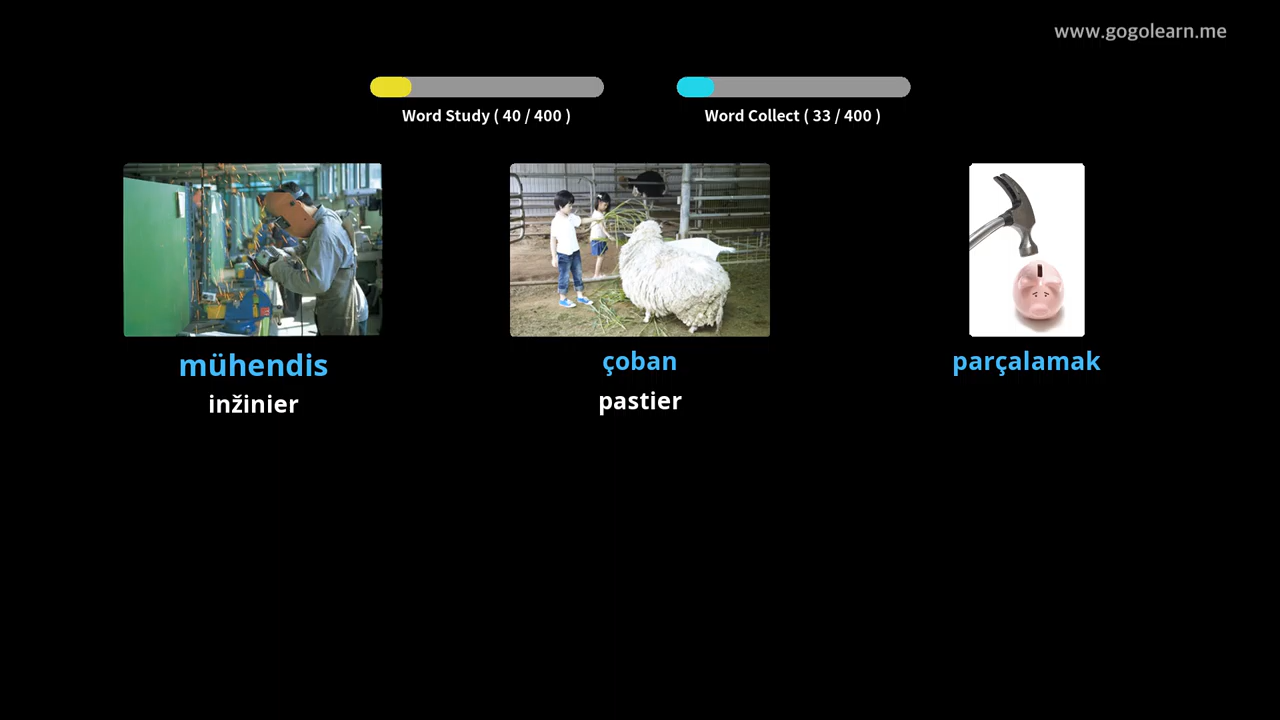 www.gogolearn.me
Word Study ( 40 / 400 )
Word Collect ( 33 / 400 )
mühendis
inžinier
çoban
pastier
parçalamak